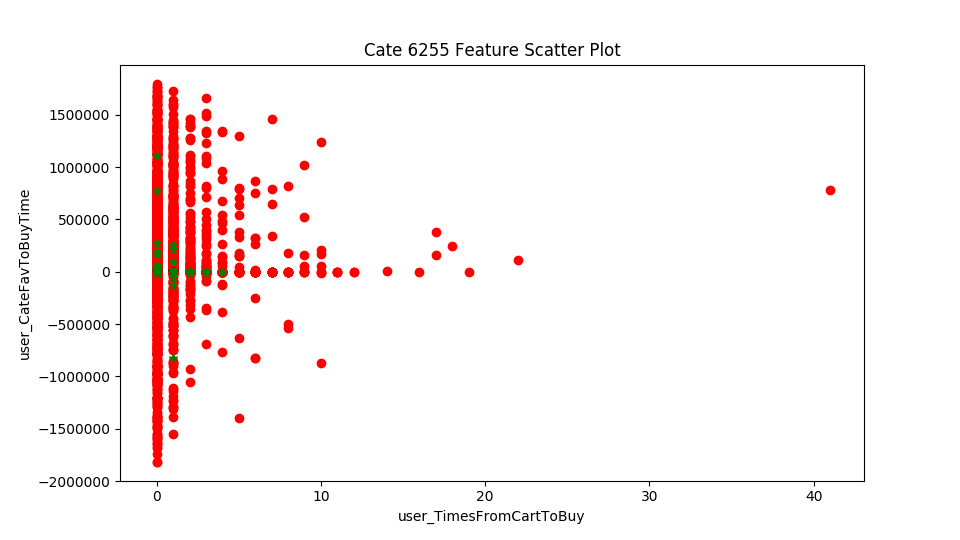 Cate 6255 Feature Scatter Plot
user_CateFavToBuyTime
1500000
1000000
500000
0
−500000
−1000000
−1500000
−2000000
0 10 20 30 40
user_TimesFromCartToBuy